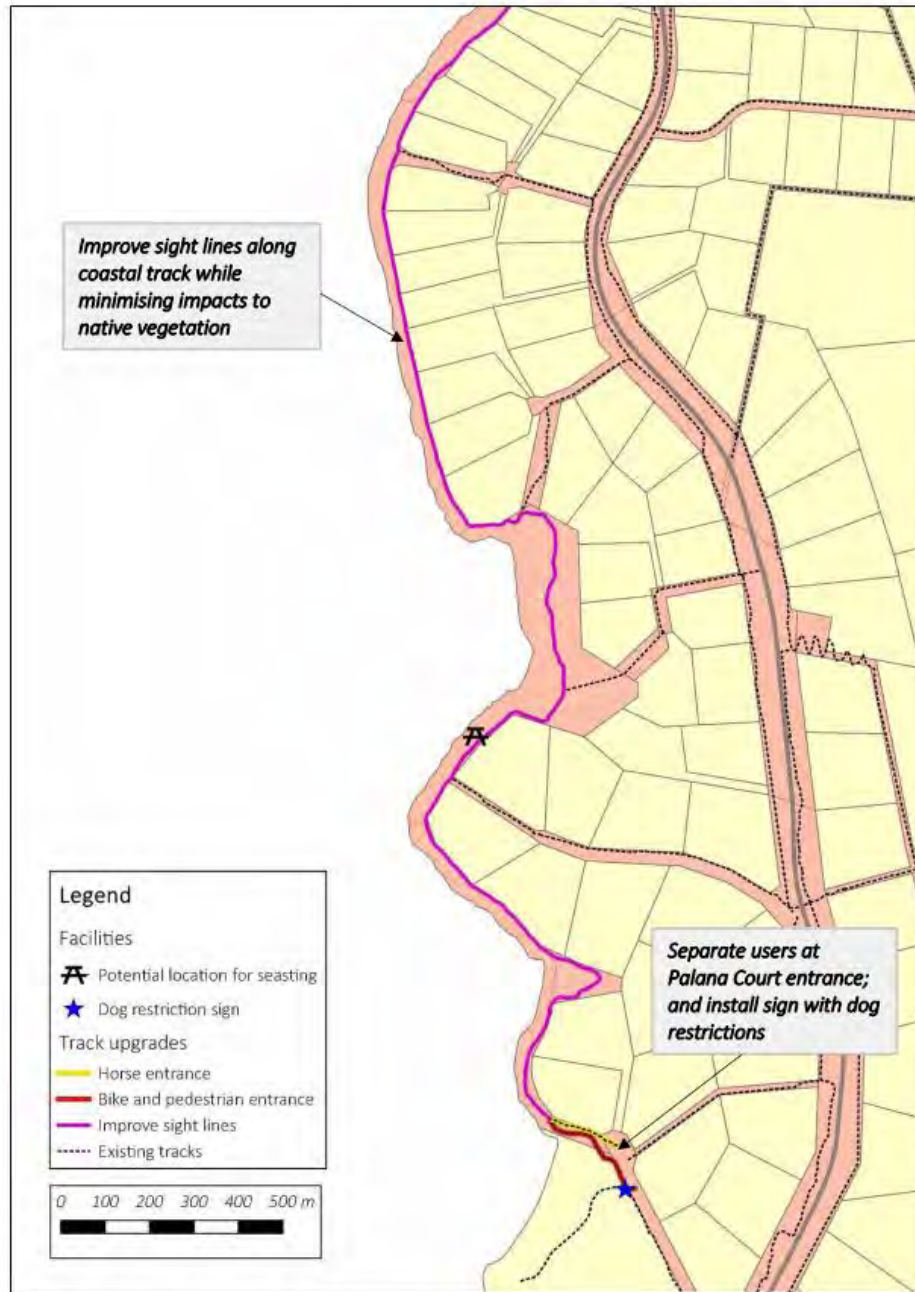 Improve sight lines along
coastal track while
minimising impacts to
native vegetation
Legend
Facilities
Potential location for seasting
Dog restriction sign
Track upgrades
Horse entrance
Bike and pedestrian entrance
Improve sight lines
Existing tracks
0 100 200 300 400 500 m
Separate users at
Palana Court entrance;
and install sign with dog
restrictions